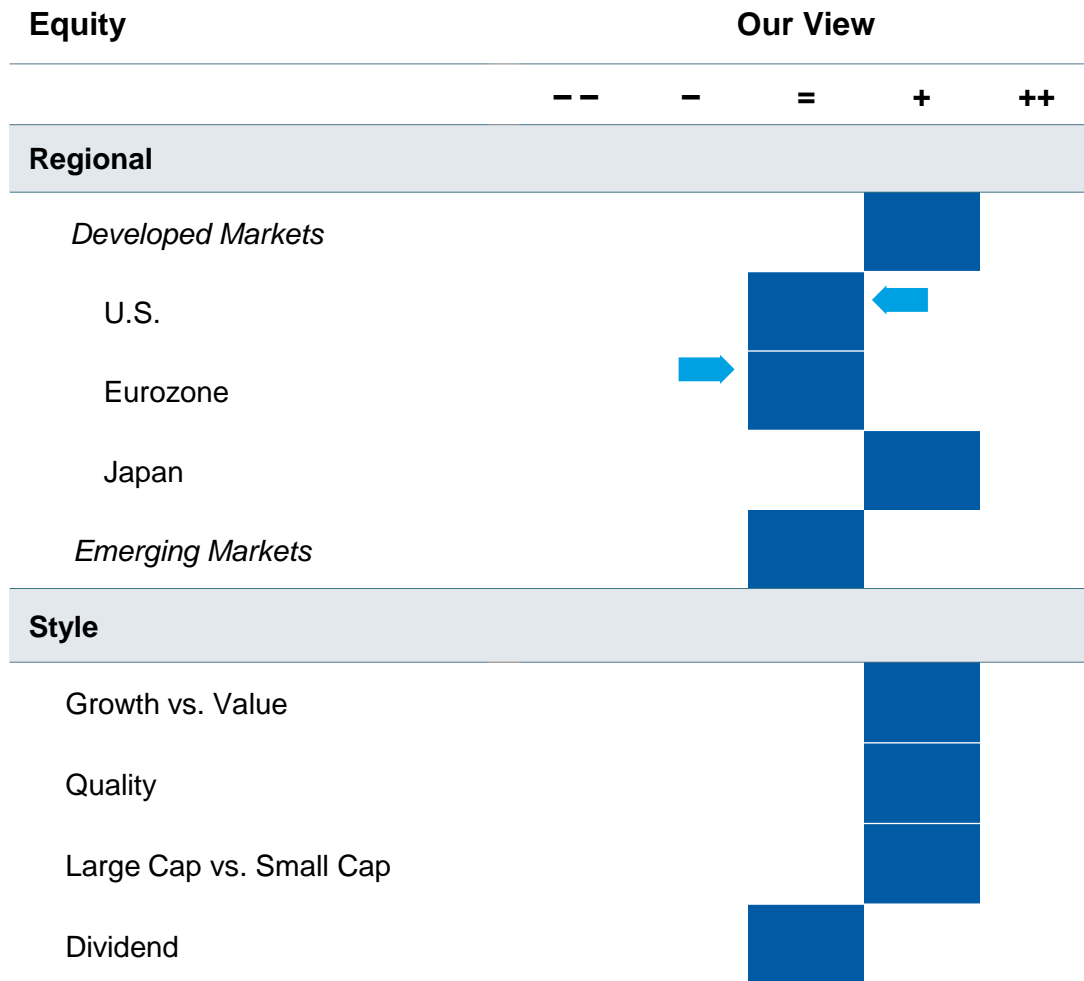 Equity Our View
– – – = + ++
Regional
Developed Markets
U.S.
Eurozone
Japan
Emerging Markets
Style
Growth vs. Value
Quality
Large Cap vs. Small Cap
Dividend